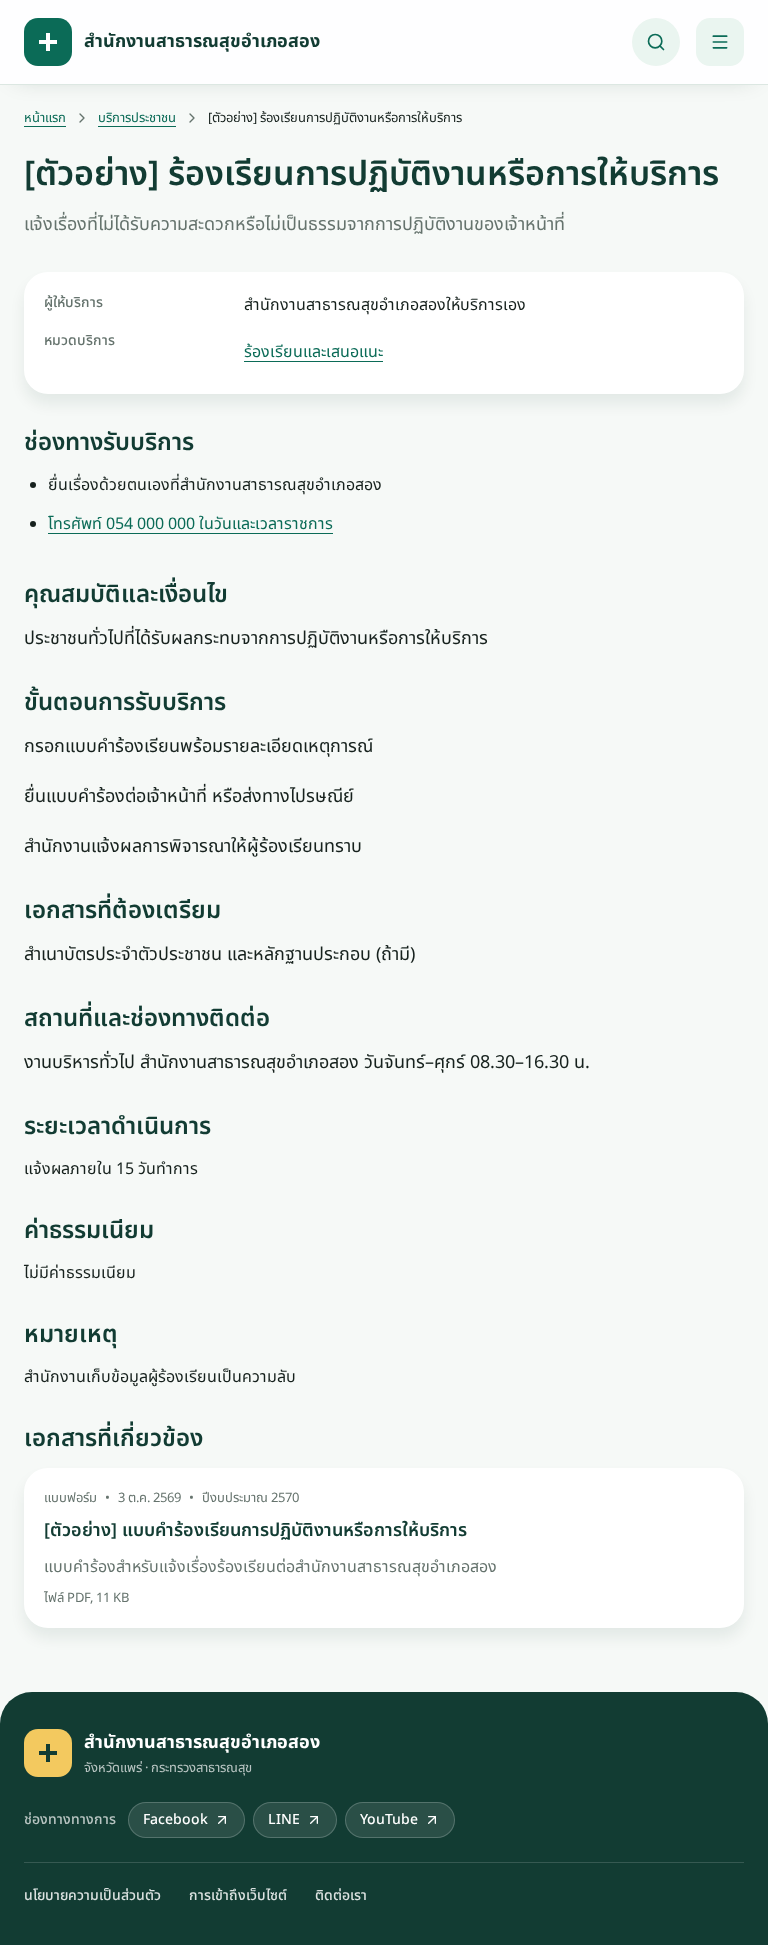 สำนักงานสาธารณสุขอำเภอสอง
หน้าแรก
บริการประชาชน
[ตัวอย่าง] ร้องเรียนการปฏิบัติงานหรือการให้บริการ
[ตัวอย่าง] ร้องเรียนการปฏิบัติงานหรือการให้บริการ
แจ้งเรื่องที่ไม่ได้รับความสะดวกหรือไม่เป็นธรรมจากการปฏิบัติงานของเจ้าหน้าที่
ผู้ให้บริการ
สำนักงานสาธารณสุขอำเภอสองให้บริการเอง
หมวดบริการ
ร้องเรียนและเสนอแนะ
ช่องทางรับบริการ
ยื่นเรื่องด้วยตนเองที่สำนักงานสาธารณสุขอำเภอสอง
โทรศัพท์ 054 000 000 ในวันและเวลาราชการ
คุณสมบัติและเงื่อนไข
ประชาชนทั่วไปที่ได้รับผลกระทบจากการปฏิบัติงานหรือการให้บริการ
ขั้นตอนการรับบริการ
กรอกแบบคำร้องเรียนพร้อมรายละเอียดเหตุการณ์
ยื่นแบบคำร้องต่อเจ้าหน้าที่ หรือส่งทางไปรษณีย์
สำนักงานแจ้งผลการพิจารณาให้ผู้ร้องเรียนทราบ
เอกสารที่ต้องเตรียม
สำเนาบัตรประจำตัวประชาชน และหลักฐานประกอบ (ถ้ามี)
สถานที่และช่องทางติดต่อ
งานบริหารทั่วไป สำนักงานสาธารณสุขอำเภอสอง วันจันทร์–ศุกร์ 08.30–16.30 น.
ระยะเวลาดำเนินการ
แจ้งผลภายใน 15 วันทำการ
ค่าธรรมเนียม
ไม่มีค่าธรรมเนียม
หมายเหตุ
สำนักงานเก็บข้อมูลผู้ร้องเรียนเป็นความลับ
เอกสารที่เกี่ยวข้อง
แบบฟอร์ม • 3 ต.ค. 2569 • ปีงบประมาณ 2570
[ตัวอย่าง] แบบคำร้องเรียนการปฏิบัติงานหรือการให้บริการ
แบบคำร้องสำหรับแจ้งเรื่องร้องเรียนต่อสำนักงานสาธารณสุขอำเภอสอง
ไฟล์ PDF, 11 KB
สำนักงานสาธารณสุขอำเภอสอง
จังหวัดแพร่ · กระทรวงสาธารณสุข
ช่องทางทางการ
Facebook
LINE
YouTube
นโยบายความเป็นส่วนตัว
การเข้าถึงเว็บไซต์
ติดต่อเรา